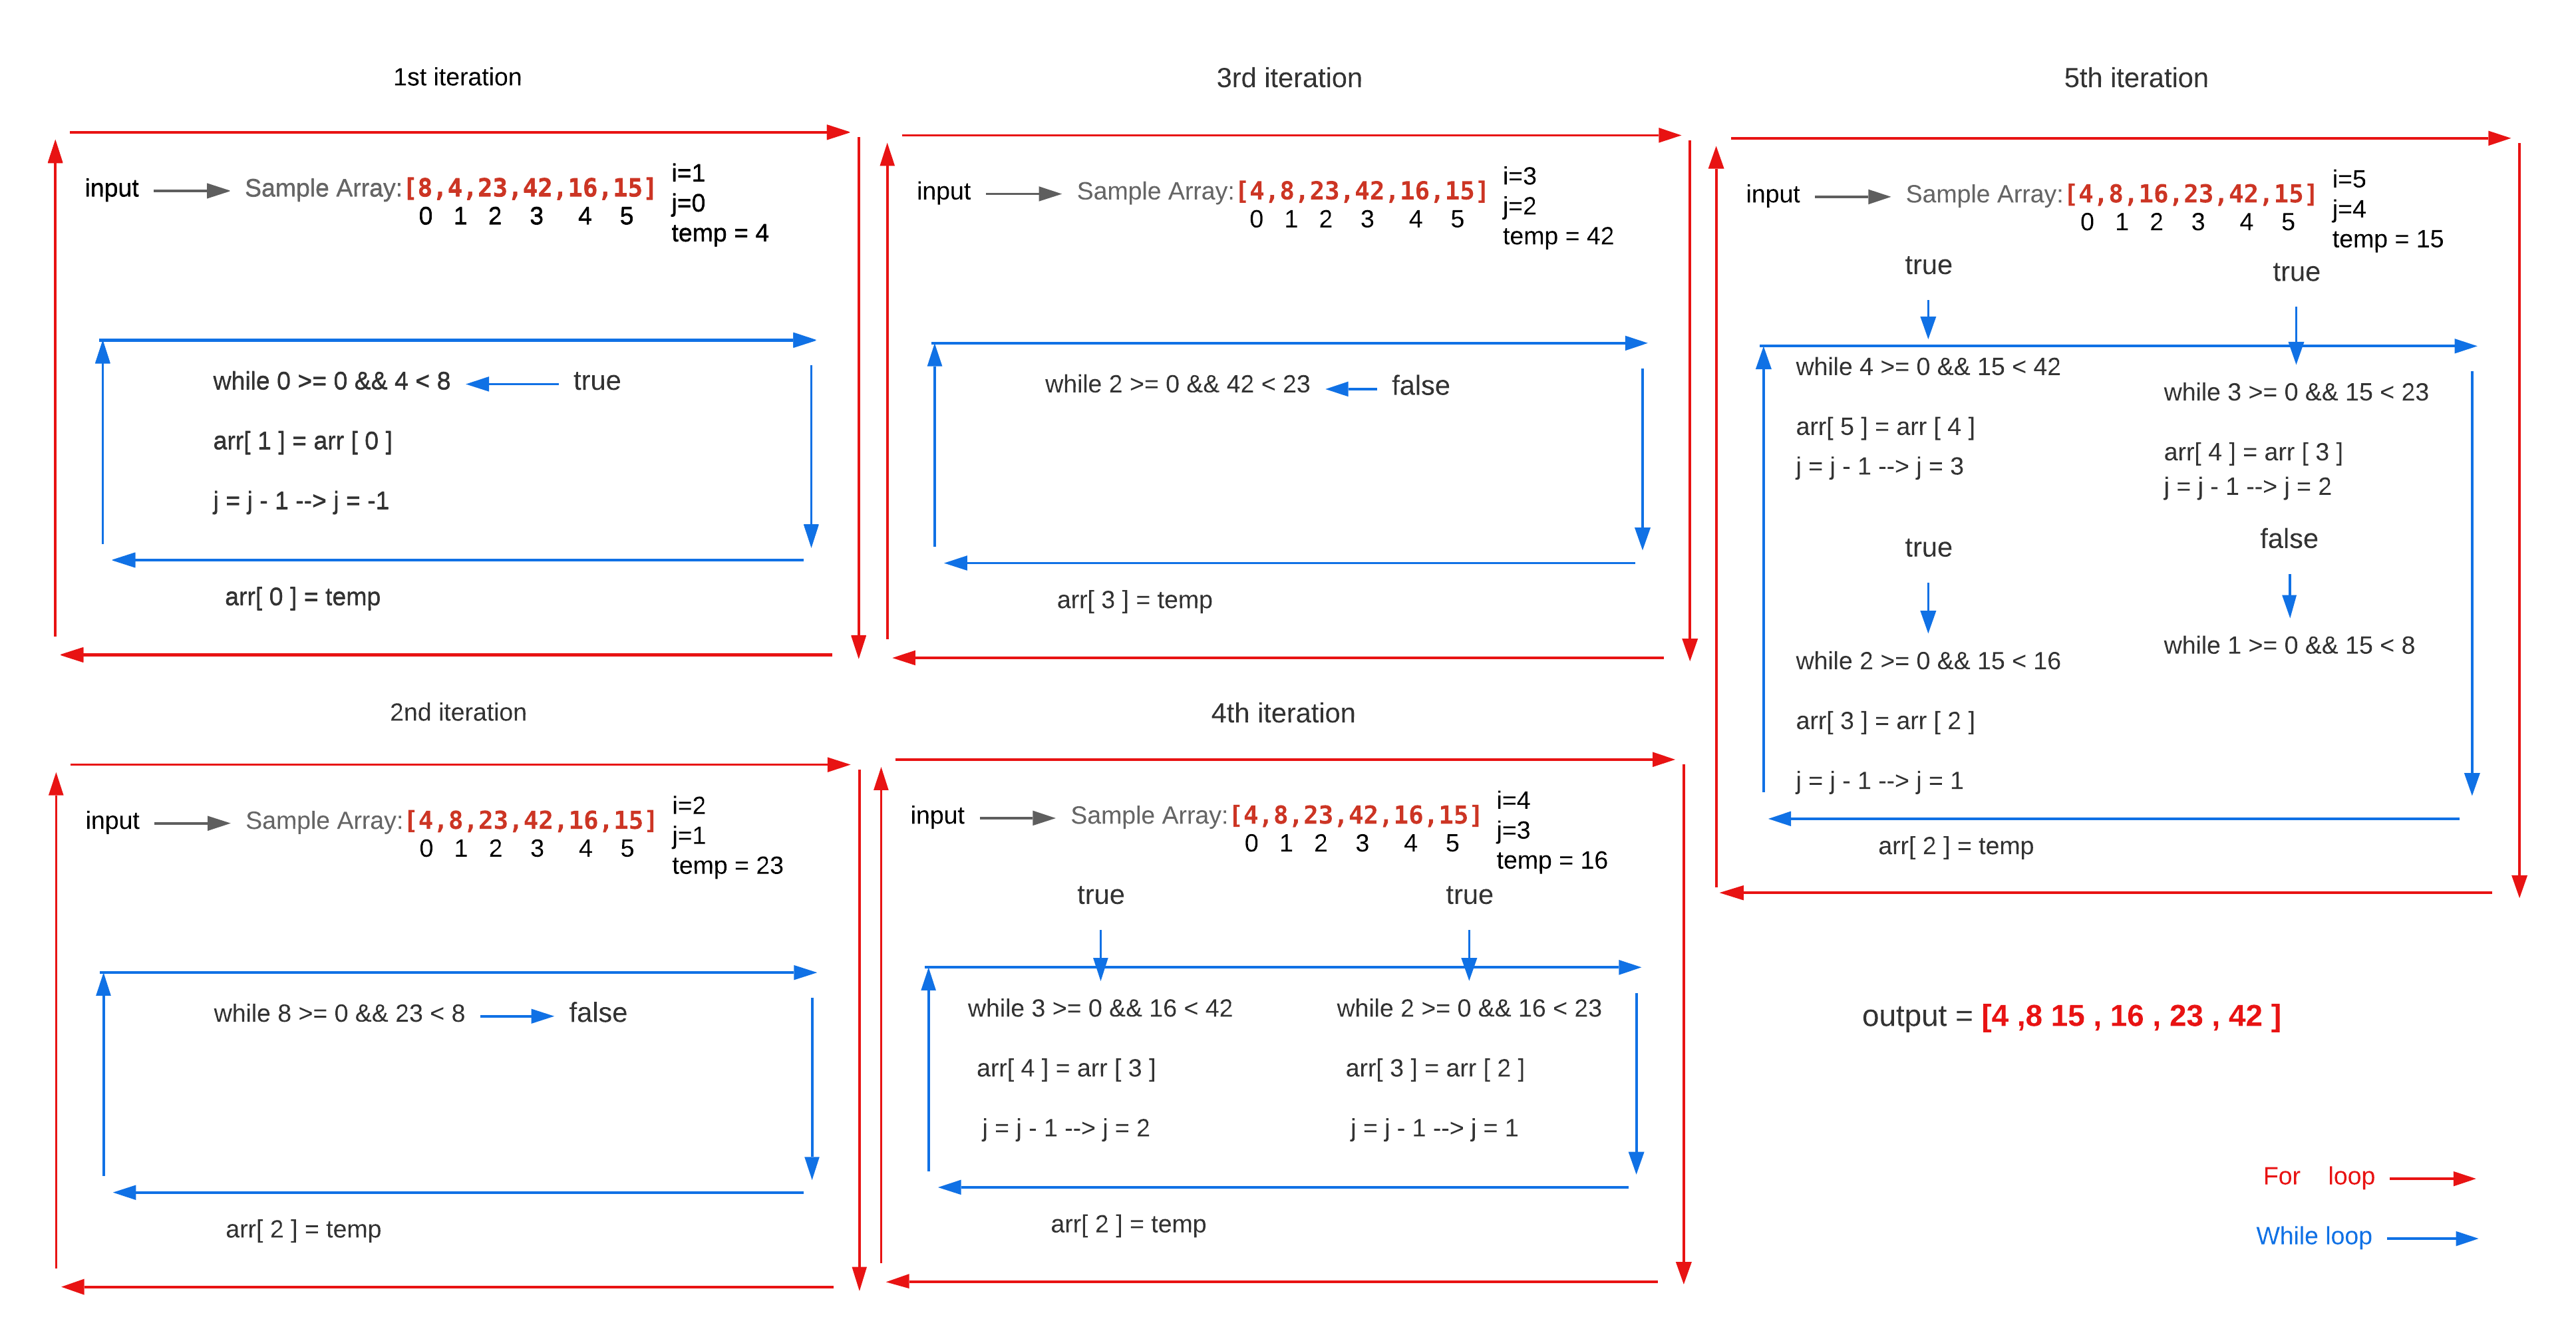 1st iteration
input Sample Array:[8,4,23,42,16,15]
0 1 2 3 4 5
i=1
j=0
temp = 4
while 0 >= 0 && 4 < 8 true
arr[ 1 ] = arr [ 0 ]
j = j - 1 --> j = -1
arr[ 0 ] = temp
2nd iteration
input Sample Array:[4,8,23,42,16,15]
0 1 2 3 4 5
i=2
j=1
temp = 23
while 8 >= 0 && 23 < 8 false
arr[ 2 ] = temp
3rd iteration
input Sample Array:[4,8,23,42,16,15]
0 1 2 3 4 5
i=3
j=2
temp = 42
while 2 >= 0 && 42 < 23 false
arr[ 3 ] = temp
4th iteration
input Sample Array:[4,8,23,42,16,15]
0 1 2 3 4 5
i=4
j=3
temp = 16
true
while 3 >= 0 && 16 < 42
arr[ 4 ] = arr [ 3 ]
j = j - 1 --> j = 2
true
while 2 >= 0 && 16 < 23
arr[ 3 ] = arr [ 2 ]
j = j - 1 --> j = 1
arr[ 2 ] = temp
5th iteration
input Sample Array:[4,8,16,23,42,15]
0 1 2 3 4 5
i=5
j=4
temp = 15
true
while 4 >= 0 && 15 < 42
arr[ 5 ] = arr [ 4 ]
j = j - 1 --> j = 3
true
while 3 >= 0 && 15 < 23
arr[ 4 ] = arr [ 3 ]
j = j - 1 --> j = 2
true
while 2 >= 0 && 15 < 16
arr[ 3 ] = arr [ 2 ]
j = j - 1 --> j = 1
false
while 1 >= 0 && 15 < 8
arr[ 2 ] = temp
output = [4 ,8 15 , 16 , 23 , 42 ]
For loop
While loop